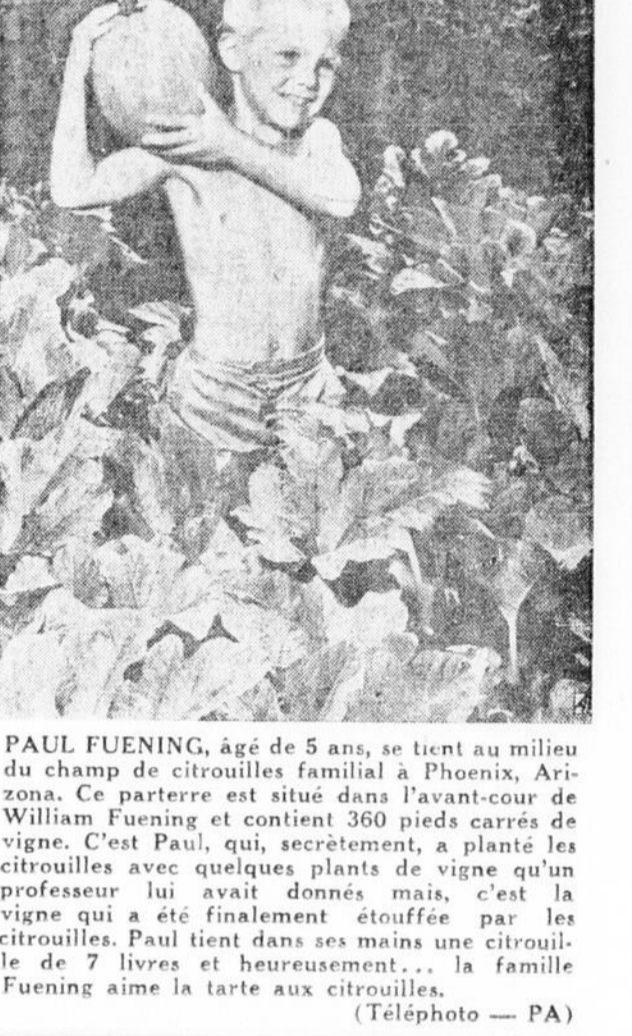 PAUL FUENING, âgé de 5 ans, se tient au milieu
du champ de citrouilles familial à Phoenix, Ari-
zona. Ce parterre est situé dans l'avant-cour de
William Fuening et contient 360 pieds carrés de
vigne. C'est Paul, qui, secrètement, a planté les
citrouilles avec quelques plants de vigne qu'un
professeur lui avait donnés mais, c'est la
vigne qui a été finalement étouffée par les
citrouilles. Paul tient dans ses mains une citrouil-
le de 7 livres et heureusement... la famille
Fuening aime la tarte aux citrouilles.
(Téléphoto — PA)